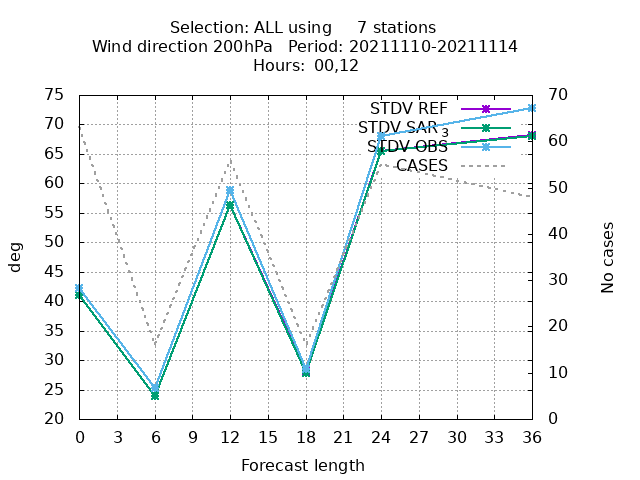 Selection: ALL using     7 stations
Wind direction 200hPa   Period: 20211110-20211114
Hours:  00,12
75
70
65
60
55
50
45
40
35
30
25
20
deg
70
60
50
40
30
20
10
0
No cases
STDV REF
STDV SAR₃
STDV OBS
CASES
0 3 6 9 12 15 18 21 24 27 30 33 36
Forecast length